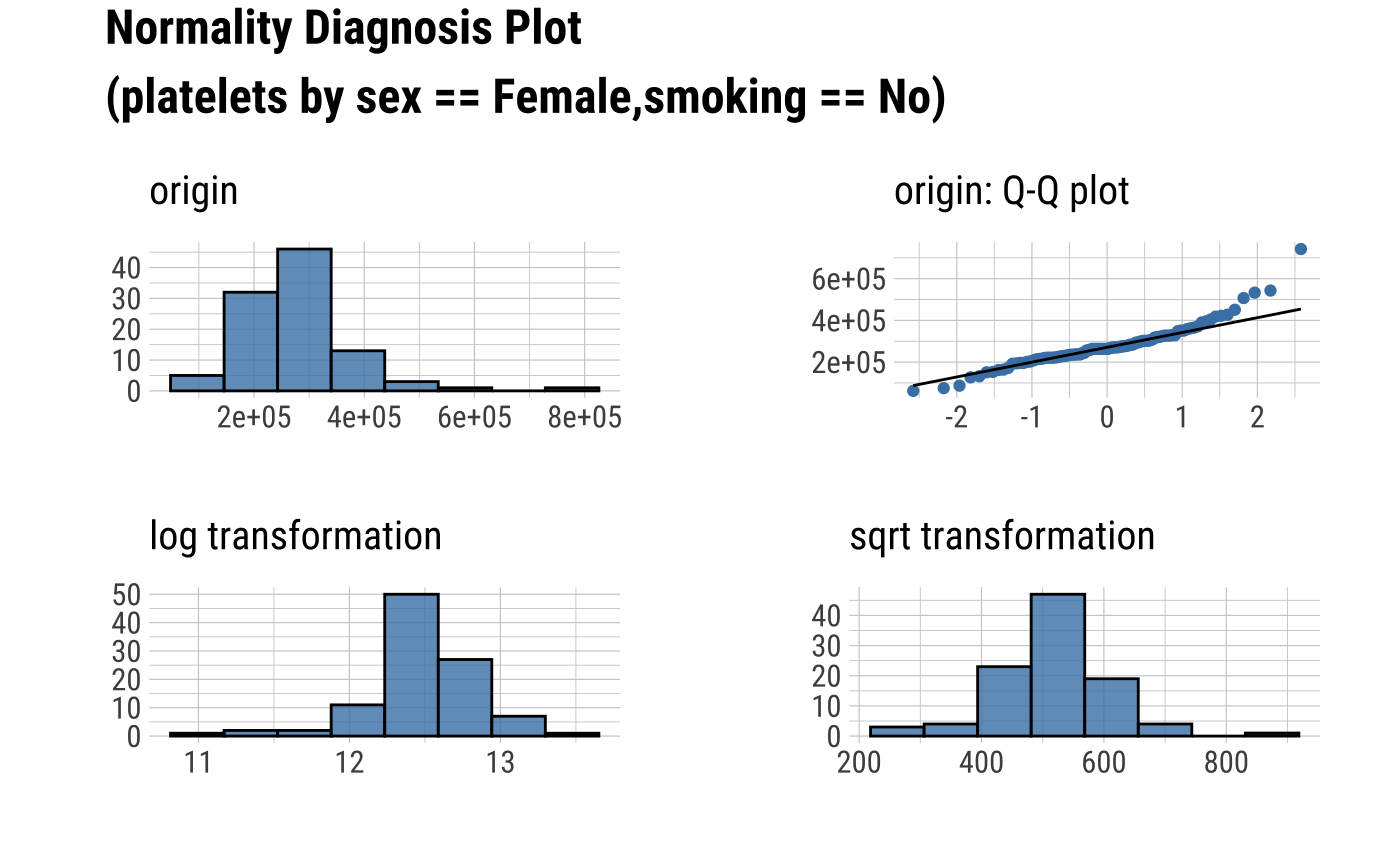 Normality Diagnosis Plot
(platelets by sex == Female,smoking == No)
origin
40
30
20
10
0
2e+05 4e+05 6e+05 8e+05
origin: Q-Q plot
6e+05
4e+05
2e+05
-2 -1 0 1 2
log transformation
50
40
30
20
10
0
11 12 13
sqrt transformation
40
30
20
10
0
200 400 600 800